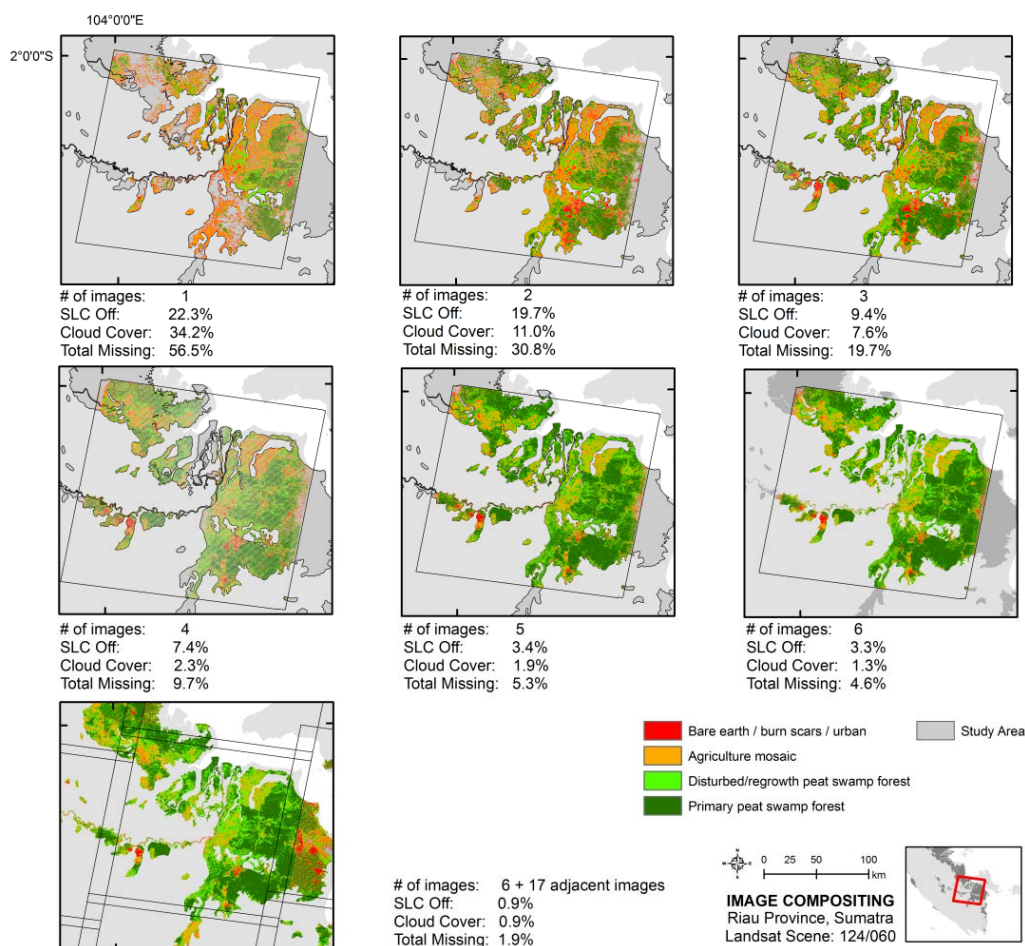 104°0'0"E
2°0'0"S
# of images: 1
SLC Off: 22.3%
Cloud Cover: 34.2%
Total Missing: 56.5%
# of images: 2
SLC Off: 19.7%
Cloud Cover: 11.0%
Total Missing: 30.8%
# of images: 3
SLC Off: 9.4%
Cloud Cover: 7.6%
Total Missing: 19.7%
# of images: 4
SLC Off: 7.4%
Cloud Cover: 2.3%
Total Missing: 9.7%
# of images: 5
SLC Off: 3.4%
Cloud Cover: 1.9%
Total Missing: 5.3%
# of images: 6
SLC Off: 3.3%
Cloud Cover: 1.3%
Total Missing: 4.6%
Bare earth / burn scars / urban
Agriculture mosaic
Disturbed/regrowth peat swamp forest
Primary peat swamp forest
Study Area
# of images: 6 + 17 adjacent images
SLC Off: 0.9%
Cloud Cover: 0.9%
Total Missing: 1.9%
N
W E
S
0 25 50 100
km
IMAGE COMPOSITING
Riau Province, Sumatra
Landsat Scene: 124/060